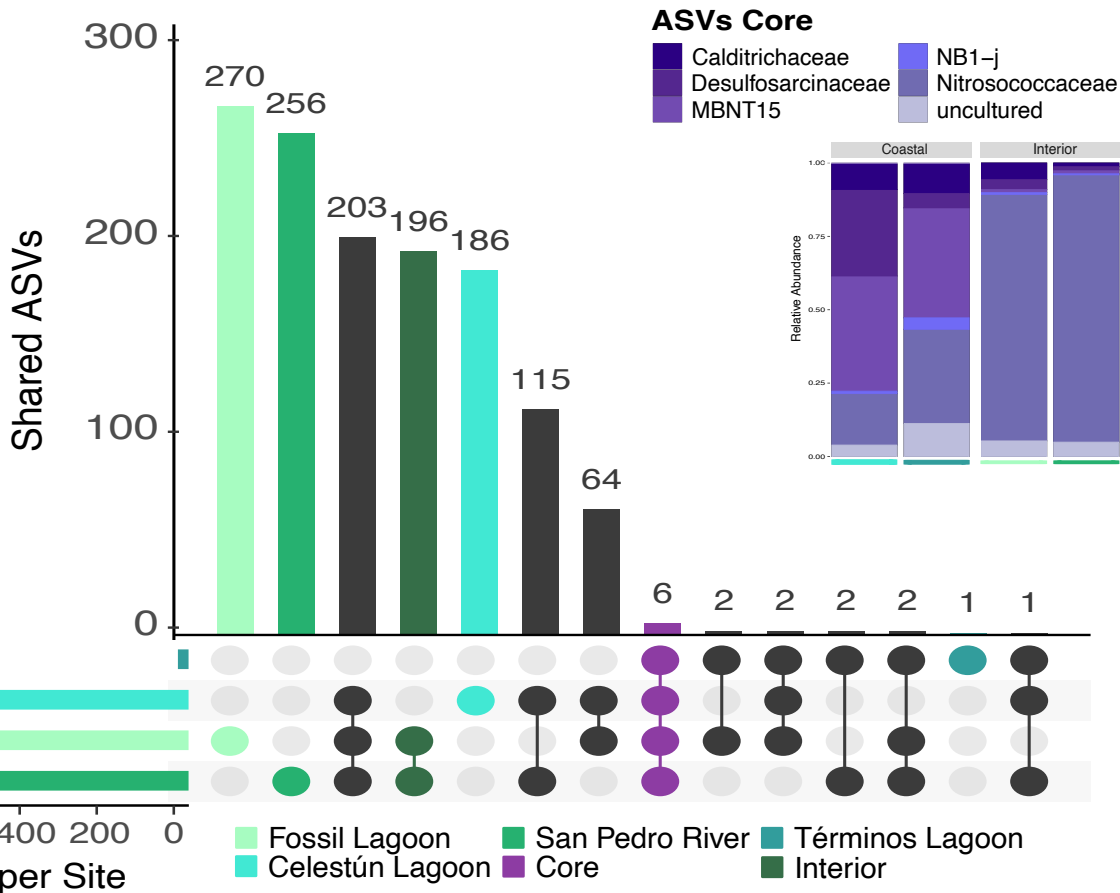 ASVs Core
Calditrichaceae
Desulfosarcinaceae
MBNT15
NB1−j
Nitrosococcaceae
uncultured
Coastal Interior
1.00
0.75
0.50
0.25
0.00
Relative Abundance
Shared ASVs
300
200
100
0
270
256
203
196
186
115
64
6
2
2
2
2
1
1
400 200 0
per Site
Fossil Lagoon San Pedro River Términos Lagoon
Celestún Lagoon Core Interior